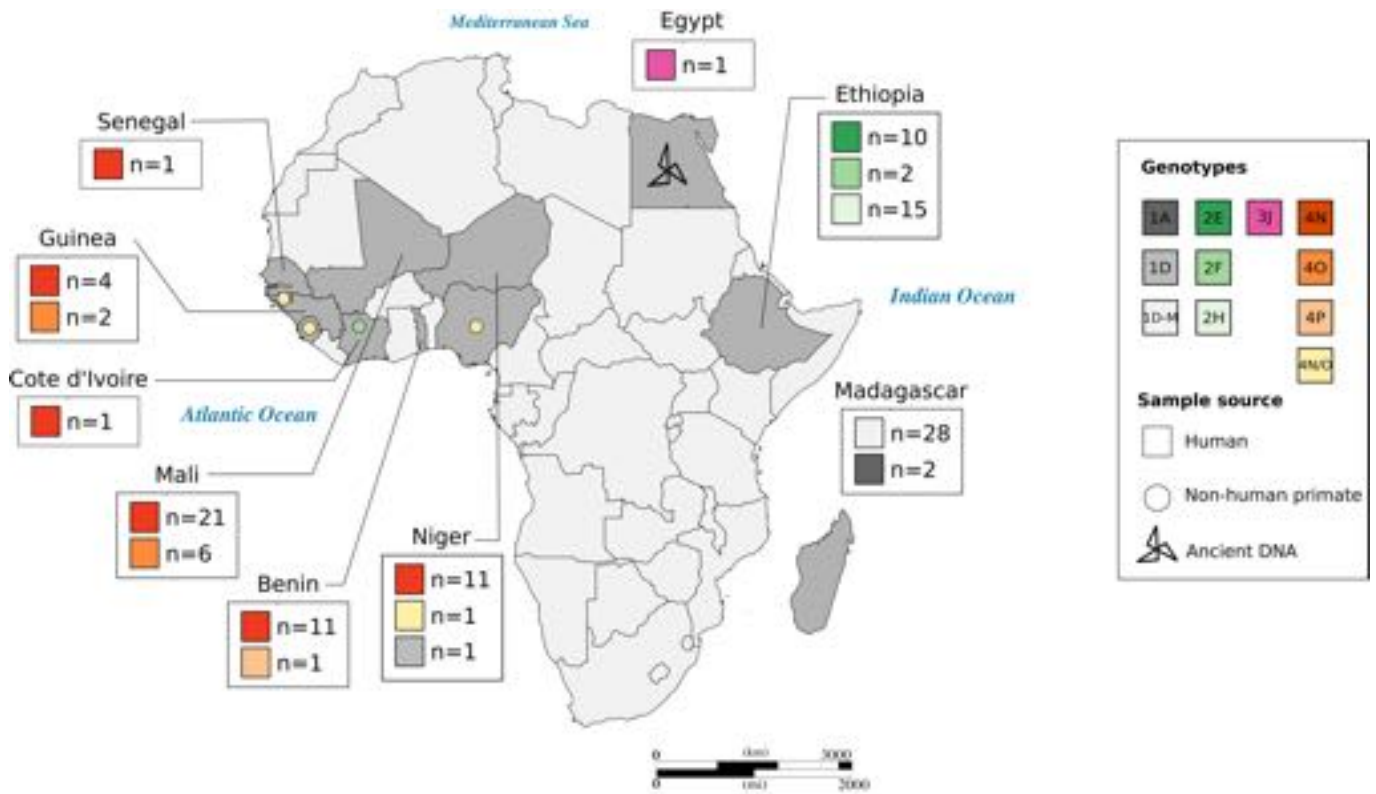 Mediterranean Sea
Egypt
n=1
Ethiopia
n=10
n=2
n=15
Senegal
n=1
Guinea
n=4
n=2
Cote d'Ivoire
n=1
Atlantic Ocean
Indian Ocean
Madagascar
n=28
n=2
Mali
n=21
n=6
Benin
n=11
n=1
Niger
n=11
n=1
n=1
Genotypes
1A 2E 3J 4N
1D 2F 4O
1D-M 2H 4P
4N/O
Sample source
Human
Non-human primate
Ancient DNA
0 (km) 3000
0 (mi) 2000